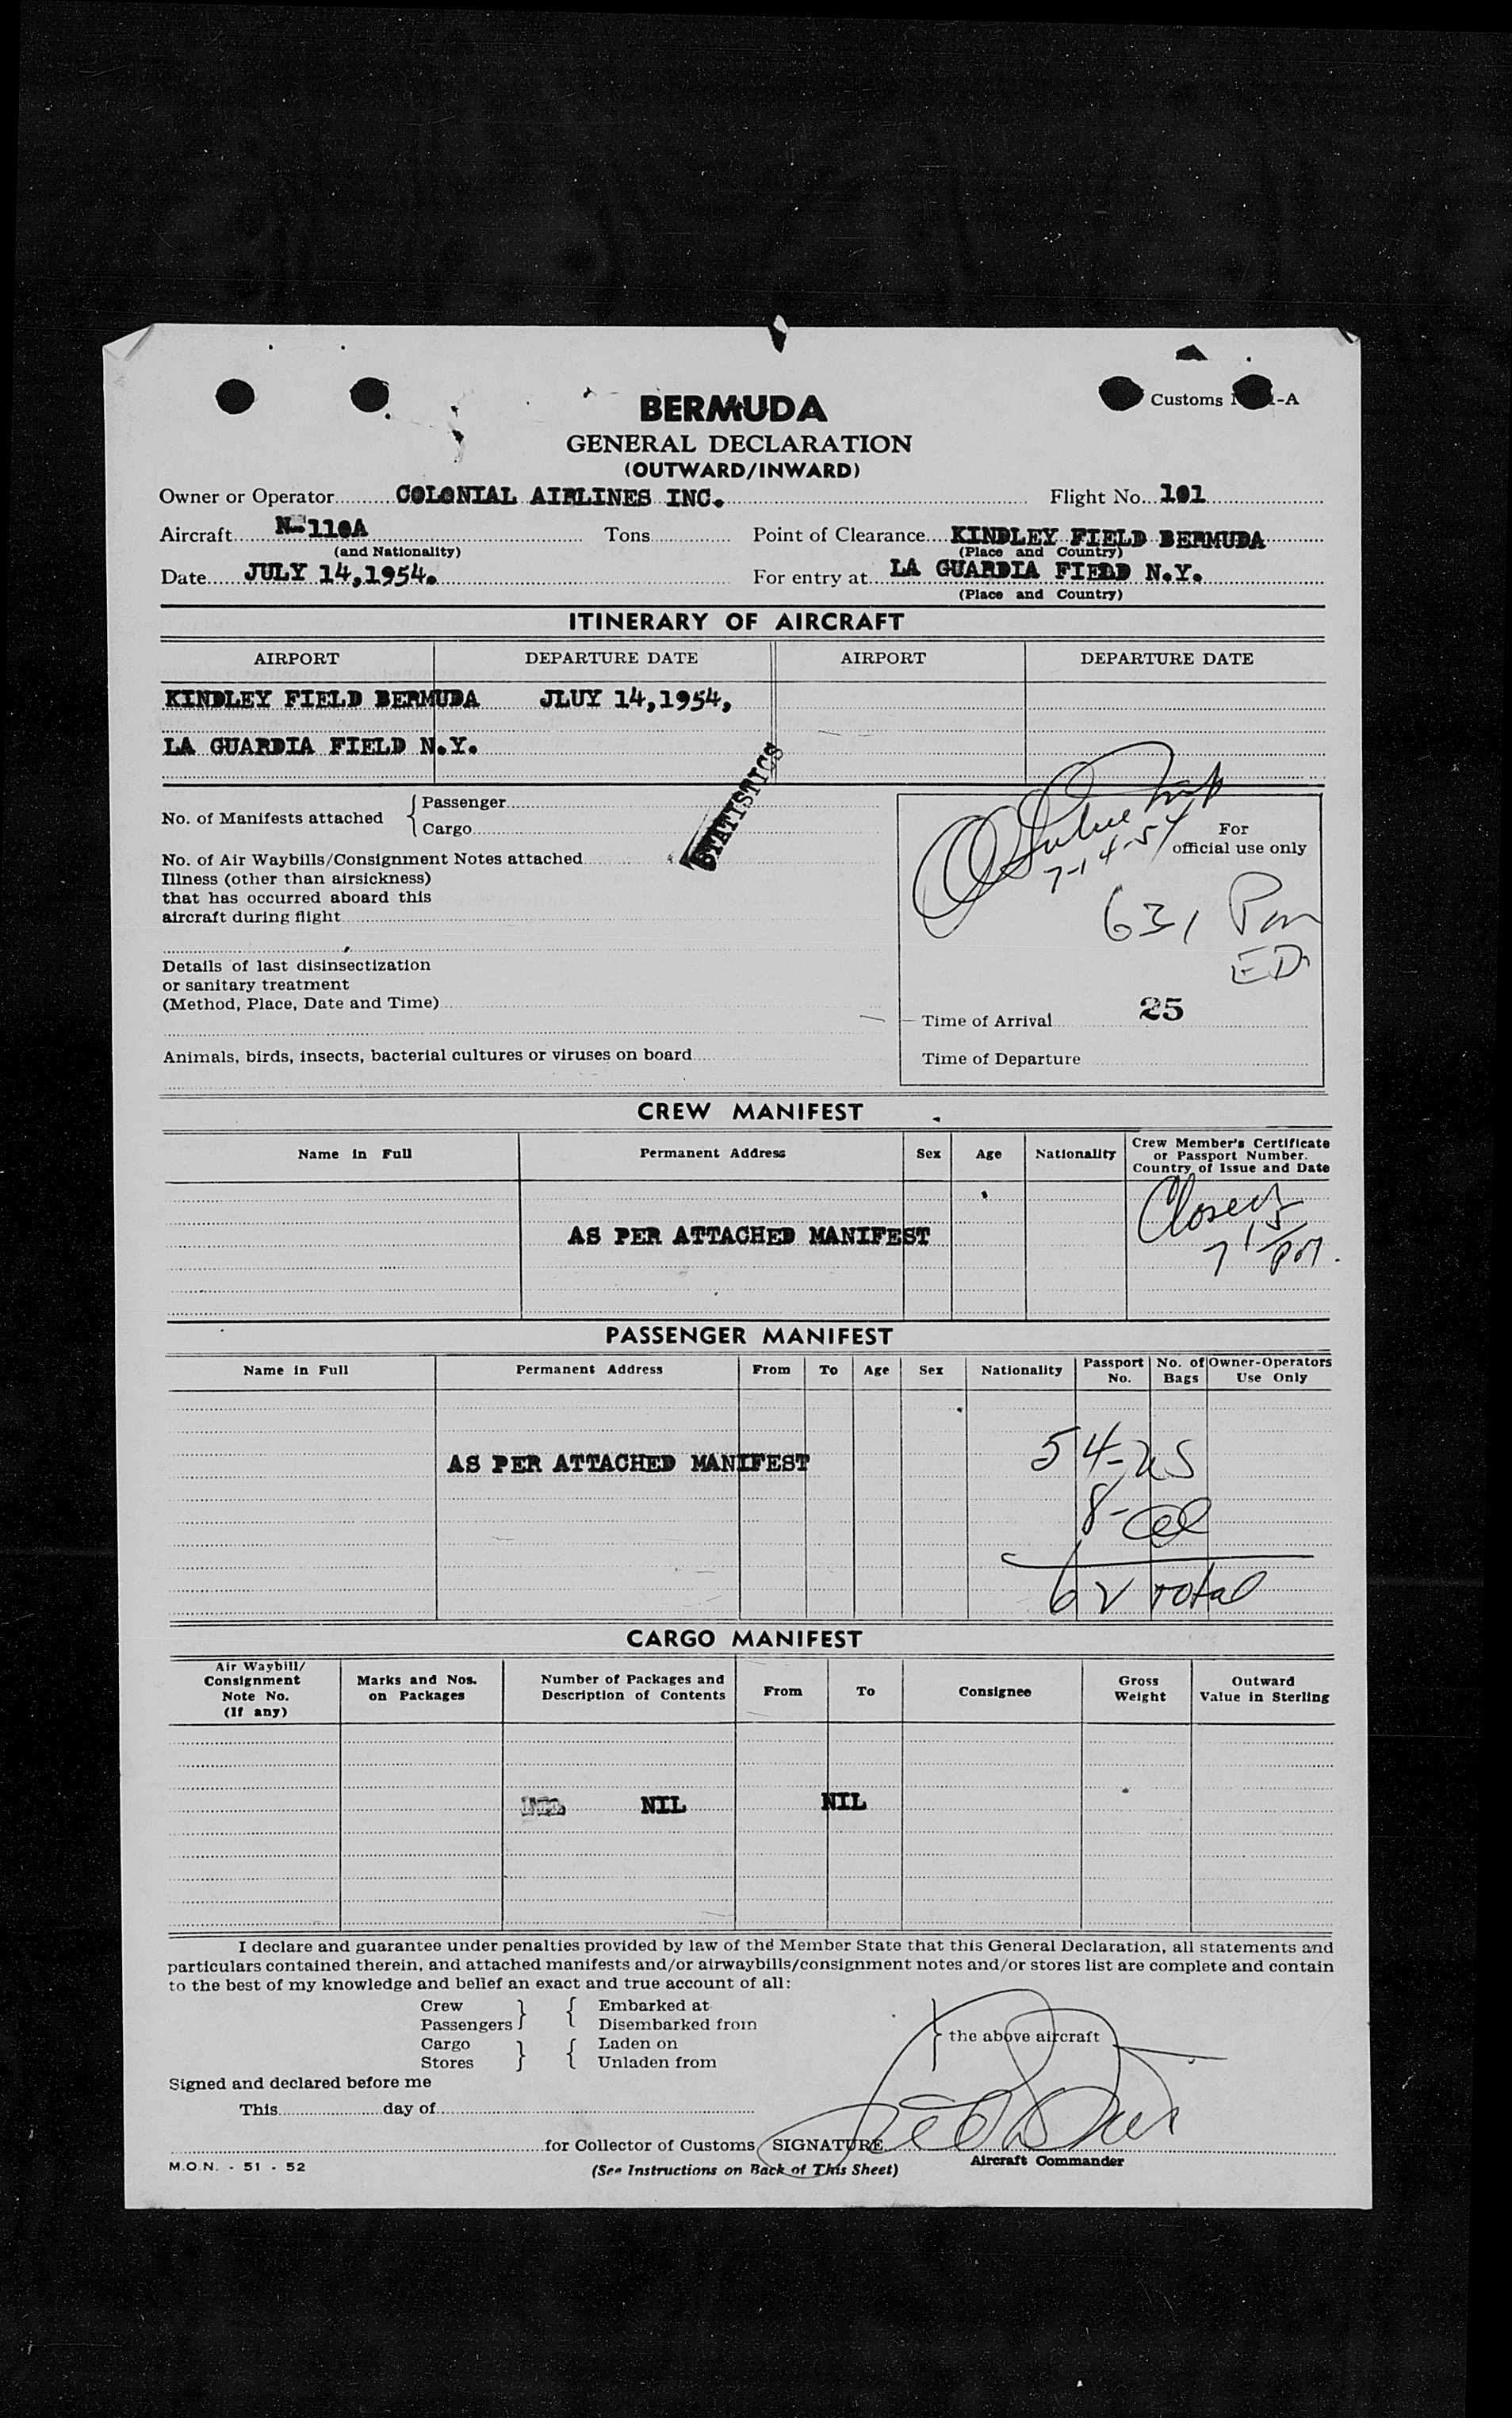 Customs -A
BERMUDA
GENERAL DECLARATION
(OUTWARD/INWARD)
Owner or Operator COLONIAL AIRLINES INC. Flight No. 101
Aircraft N-110A Tons Point of Clearance KINDLEY FIELD BERMUDA
(and Nationality) (Place and Country)
Date JULY 14,1954. For entry at LA GUARDIA FIELD N.Y.
(Place and Country)
ITINERARY OF AIRCRAFT
AIRPORT DEPARTURE DATE AIRPORT DEPARTURE DATE
KINDLEY FIELD BERMUDA JLUY 14,1954,
LA GUARDIA FIELD N.Y.
STATISTICS
No. of Manifests attached { Passenger
Cargo
No. of Air Waybills/Consignment Notes attached
Illness (other than airsickness)
that has occurred aboard this
aircraft during flight
Details of last disinsectization
or sanitary treatment
(Method, Place, Date and Time)
Animals, birds, insects, bacterial cultures or viruses on board
7-14-54
For
official use only
631 Pm
ED
25
Time of Arrival
Time of Departure
CREW MANIFEST
Name in Full Permanent Address Sex Age Nationality Crew Member's Certificate
or Passport Number.
Country of Issue and Date
AS PER ATTACHED MANIFEST
Closed
7 15 PM.
PASSENGER MANIFEST
Name in Full Permanent Address From To Age Sex Nationality Passport No. No. of Bags Owner-Operators Use Only
AS PER ATTACHED MANIFEST
54-US
8-
62 total
CARGO MANIFEST
Air Waybill/
Consignment
Note No.
(If any)
Marks and Nos.
on Packages
Number of Packages and
Description of Contents
From To Consignee
Gross
Weight
Outward
Value in Sterling
NIL NIL
I declare and guarantee under penalties provided by law of the Member State that this General Declaration, all statements and
particulars contained therein, and attached manifests and/or airwaybills/consignment notes and/or stores list are complete and contain
to the best of my knowledge and belief an exact and true account of all:
Crew } { Embarked at
Passengers Disembarked from
Cargo } { Laden on
Stores Unladen from
} the above aircraft
Signed and declared before me
This day of
for Collector of Customs SIGNATURE
Aircraft Commander
M.O.N. - 51 - 52 (See Instructions on Back of This Sheet)